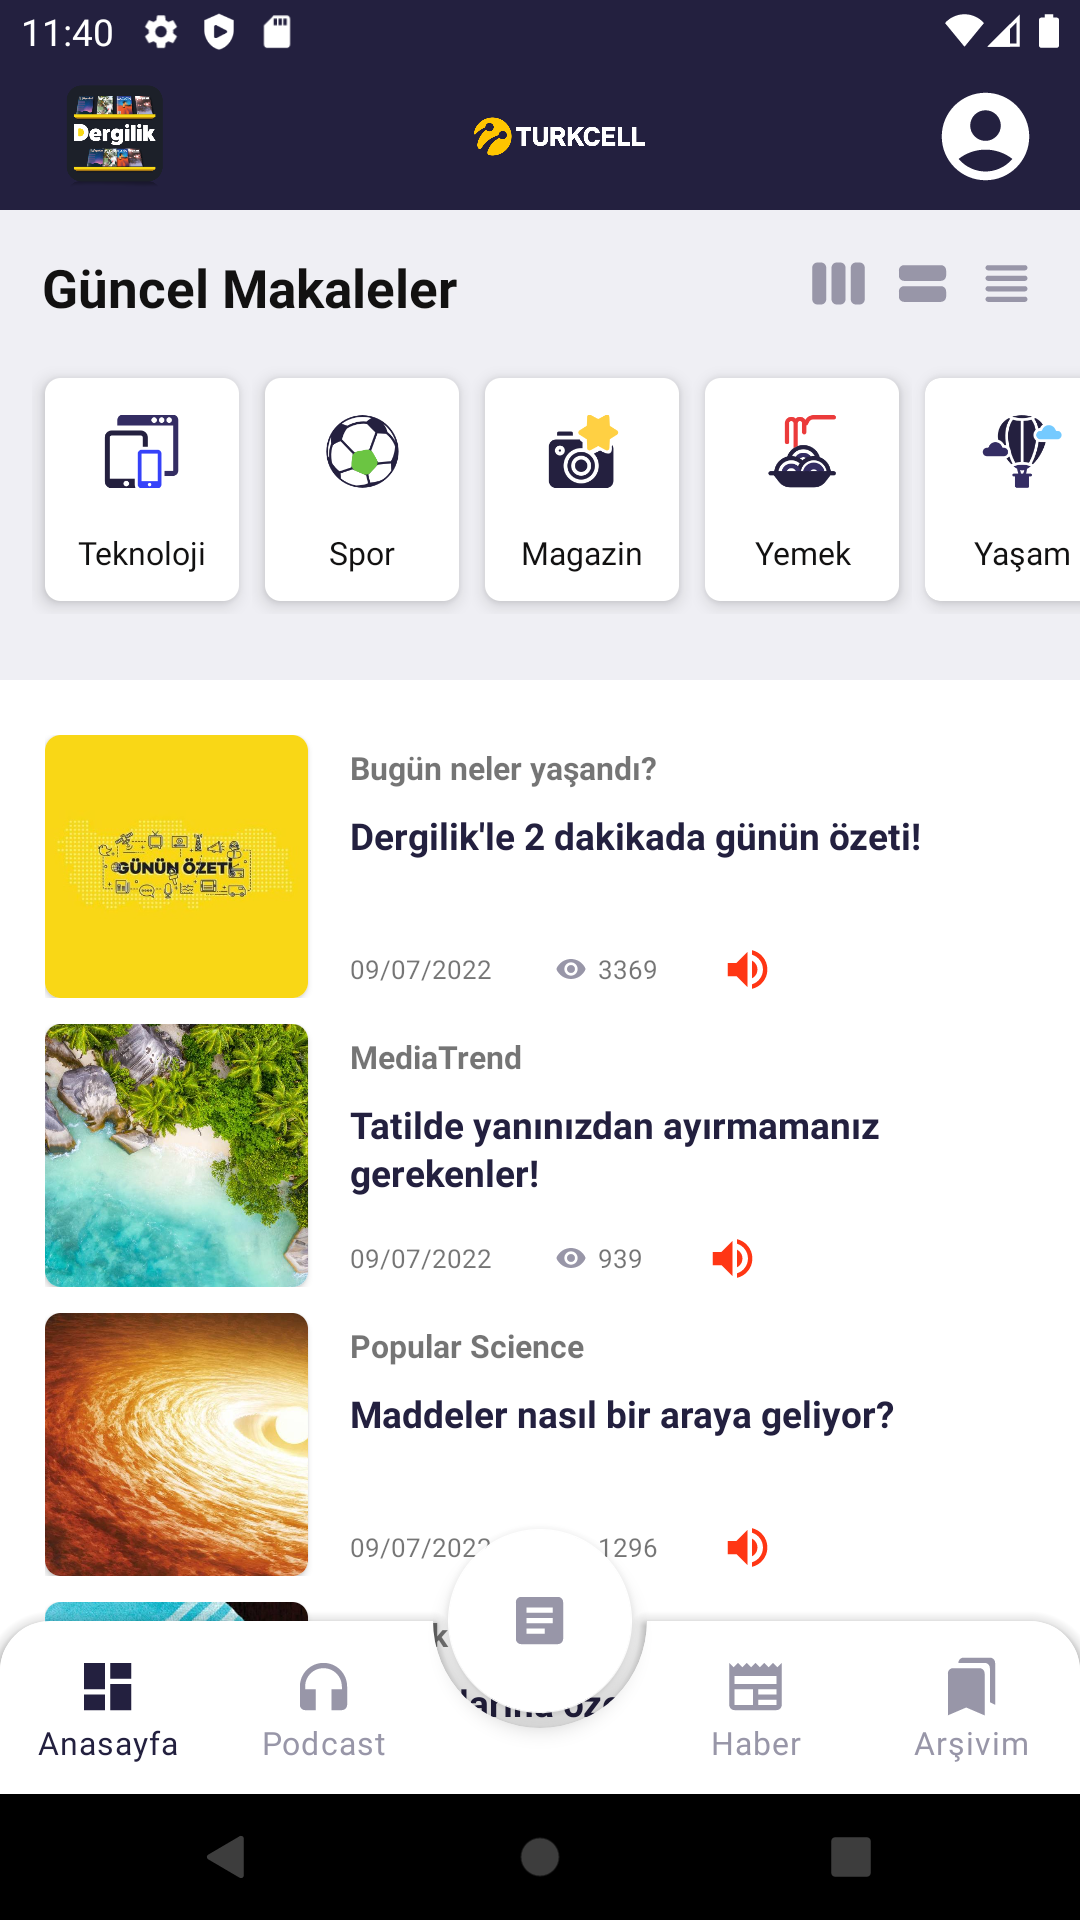 11:40
Dergilik
TURKCELL
Güncel Makaleler
Teknoloji
Spor
Magazin
Yemek
Yaşam
GÜNÜN ÖZETİ
Bugün neler yaşandı?
Dergilik'le 2 dakikada günün özeti!
09/07/2022 3369
MediaTrend
Tatilde yanınızdan ayırmamanız
gerekenler!
09/07/2022 939
Popular Science
Maddeler nasıl bir araya geliyor?
09/07/2022 1296
Anasayfa
Podcast
Haber
Arşivim